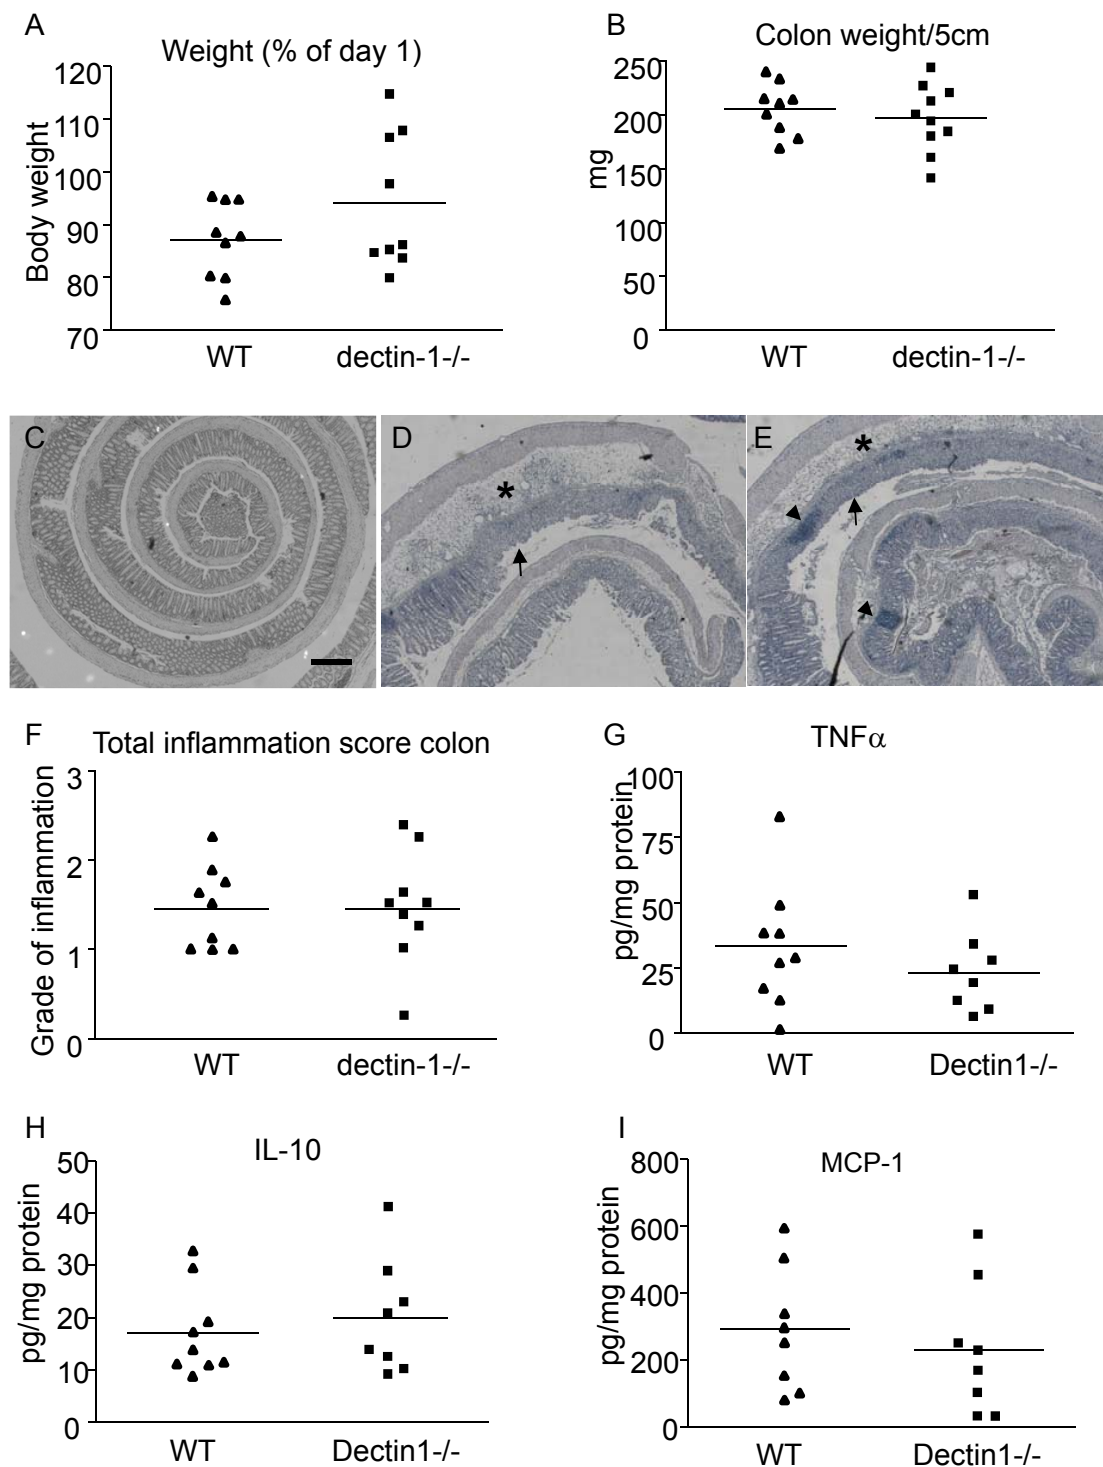 A
Weight (% of day 1)
Body weight
120
110
100
90
80
70
WT
dectin-1-/-
B
Colon weight/5cm
mg
250
200
150
100
50
0
WT
dectin-1-/-
C
D
*
E
*
F
Total inflammation score colon
Grade of inflammation
3
2
1
0
WT
dectin-1-/-
G
TNFα
pg/mg protein
100
75
50
25
0
WT
Dectin1-/-
H
IL-10
pg/mg protein
50
40
30
20
10
0
WT
Dectin1-/-
I
MCP-1
pg/mg protein
800
600
400
200
0
WT
Dectin1-/-